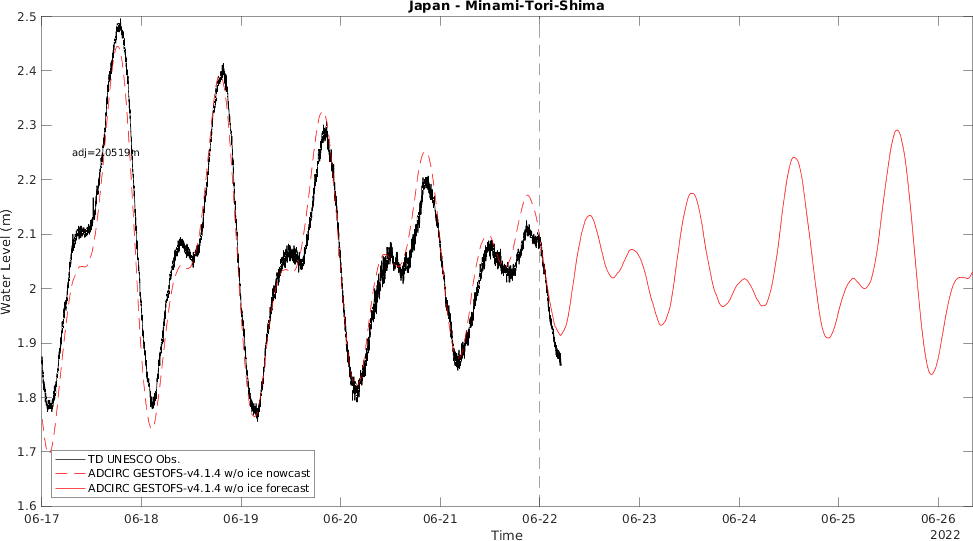 Japan - Minami-Tori-Shima
2.5
2.4
2.3
2.2
2.1
2
1.9
1.8
1.7
1.6
Water Level (m)
adj=2.0519m
TD UNESCO Obs.
ADCIRC GESTOFS-v4.1.4 w/o ice nowcast
ADCIRC GESTOFS-v4.1.4 w/o ice forecast
06-17 06-18 06-19 06-20 06-21 06-22 06-23 06-24 06-25 06-26
Time
2022